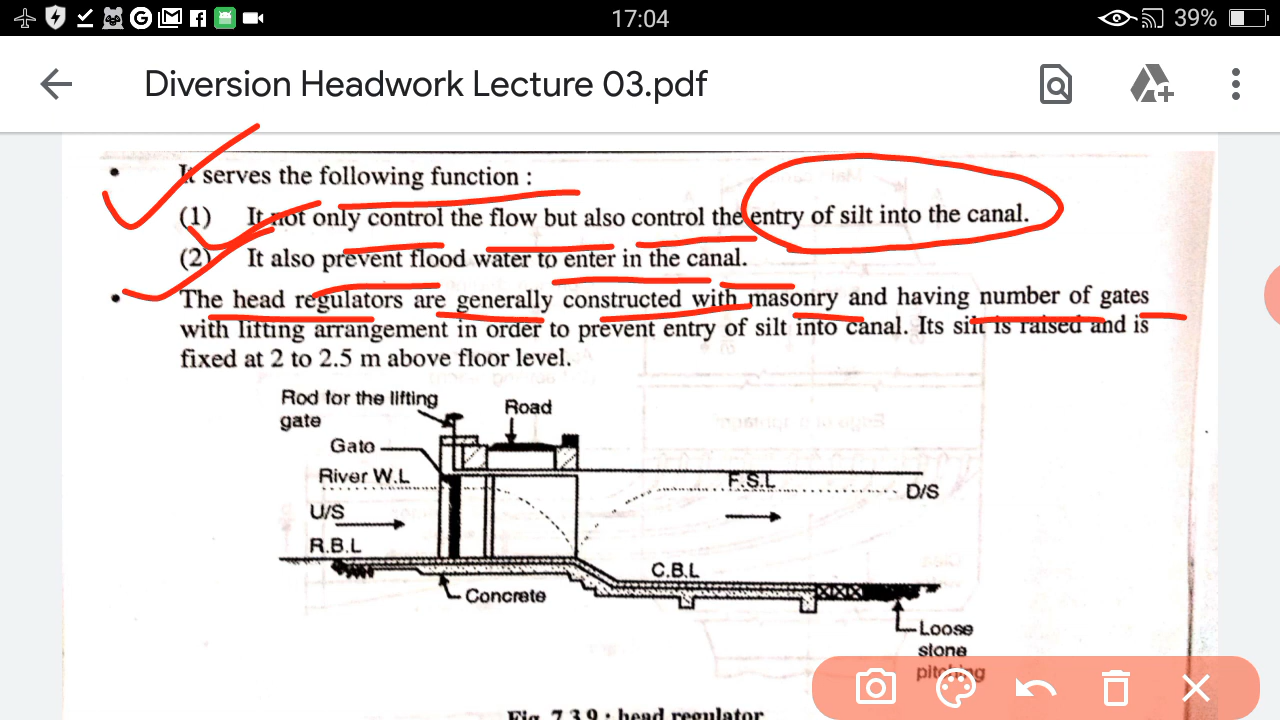 17:04
39%
Diversion Headwork Lecture 03.pdf
• It serves the following function :
(1) It not only control the flow but also control the entry of silt into the canal.
(2) It also prevent flood water to enter in the canal.
• The head regulators are generally constructed with masonry and having number of gates
with lifting arrangement in order to prevent entry of silt into canal. Its silt is raised and is
fixed at 2 to 2.5 m above floor level.
Rod for the lifting
gate
Road
Gate
River W.L
F.S.L
D/S
U/S
R.B.L
C.B.L
Concrete
Loose
stone
pitching
Fig. 7.3.9 : head regulator